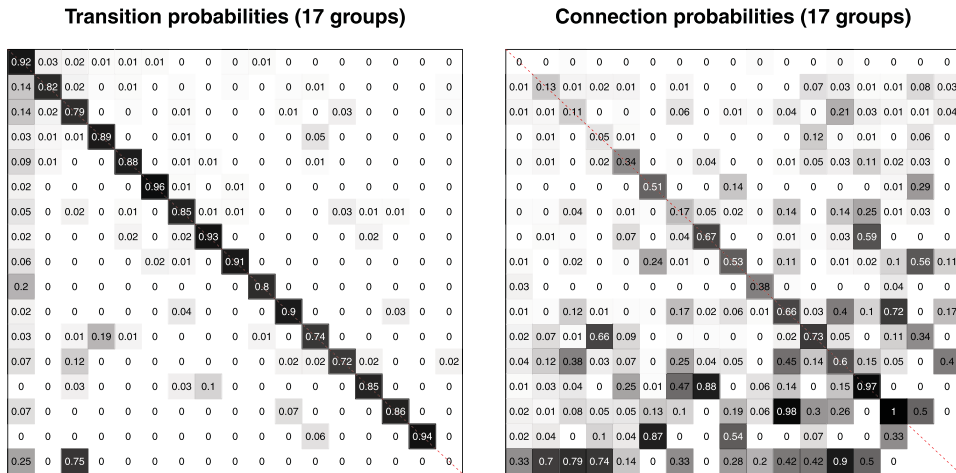 Transition probabilities (17 groups)
0.92 0.03 0.02 0.01 0.01 0.01 0 0 0 0.01 0 0 0 0 0 0 0
0.14 0.82 0.02 0 0.01 0 0 0 0 0 0 0.01 0 0 0 0 0
0.14 0.02 0.79 0 0 0 0.01 0 0 0 0.01 0 0.03 0 0 0 0
0.03 0.01 0.01 0.89 0 0 0.01 0 0 0 0 0.05 0 0 0 0 0
0.09 0.01 0 0 0.88 0 0.01 0.01 0 0 0 0.01 0 0 0 0 0
0.02 0 0 0 0 0.96 0.01 0 0.01 0 0 0 0 0 0 0 0
0.05 0 0.02 0 0.01 0 0.85 0.01 0.01 0 0 0 0.03 0.01 0.01 0 0
0.02 0 0 0 0.02 0 0.02 0.93 0 0 0 0 0 0.02 0 0 0
0.06 0 0 0 0 0.02 0.01 0 0.91 0 0 0 0 0 0 0 0
0.2 0 0 0 0 0 0 0 0 0.8 0 0 0 0 0 0 0
0.02 0 0 0 0 0 0.04 0 0 0 0.9 0 0 0 0.03 0 0
0.03 0 0.01 0.19 0.01 0 0 0 0 0.01 0 0.74 0 0 0 0 0
0.07 0 0.12 0 0 0 0 0 0 0 0.02 0.02 0.72 0.02 0 0 0.02
0 0 0.03 0 0 0 0.03 0.1 0 0 0 0 0 0.85 0 0 0
0.07 0 0 0 0 0 0 0 0 0 0.07 0 0 0 0.86 0 0
0 0 0 0 0 0 0 0 0 0 0 0.06 0 0 0 0.94 0
0.25 0 0.75 0 0 0 0 0 0 0 0 0 0 0 0 0 0
Connection probabilities (17 groups)
0 0 0 0 0 0 0 0 0 0 0 0 0 0 0 0 0
0.01 0.13 0.01 0.02 0.01 0 0.01 0 0 0 0 0.07 0.03 0.01 0.01 0.08 0.03
0.01 0.01 0.11 0 0 0 0.06 0 0.01 0 0.04 0 0.21 0.03 0.01 0.01 0.04
0 0.01 0 0.05 0.01 0 0 0 0 0 0 0.12 0 0.01 0 0.06 0
0 0.01 0 0.02 0.34 0 0 0.04 0 0 0.01 0.05 0.03 0.11 0.02 0.03 0
0 0 0 0 0 0.51 0 0 0.14 0 0 0 0 0 0.01 0.29 0
0 0 0.04 0 0.01 0 0.17 0.05 0.02 0 0.14 0 0.14 0.25 0.01 0.03 0
0 0.01 0 0 0.07 0 0.04 0.67 0 0 0.01 0 0.03 0.59 0 0 0
0.01 0 0 0 0 0.24 0.01 0 0.53 0 0.11 0 0.01 0.02 0.1 0.56 0.11
0.03 0 0 0 0 0 0 0 0 0.38 0 0 0 0 0.04 0 0
0.01 0 0.12 0.01 0 0 0.17 0.02 0.06 0.01 0.66 0.03 0.4 0.1 0.72 0 0.17
0.02 0.07 0.01 0.66 0.09 0 0 0 0 0 0.02 0.73 0.05 0 0.11 0.34 0
0.04 0.12 0.38 0.03 0.07 0 0.25 0.04 0.05 0 0.45 0.14 0.6 0.15 0.05 0 0.4
0.01 0.03 0.04 0 0.25 0.01 0.47 0.88 0 0.06 0.14 0 0.15 0.97 0 0 0
0.02 0.01 0.08 0.05 0.05 0.13 0.1 0 0.19 0.06 0.98 0.3 0.26 0 1 0.5 0
0.02 0.04 0 0.1 0.04 0.87 0 0 0.54 0 0 0.07 0 0 0.33
0.33 0.7 0.79 0.74 0.14 0 0.33 0 0.28 0.2 0.42 0.42 0.9 0.5 0